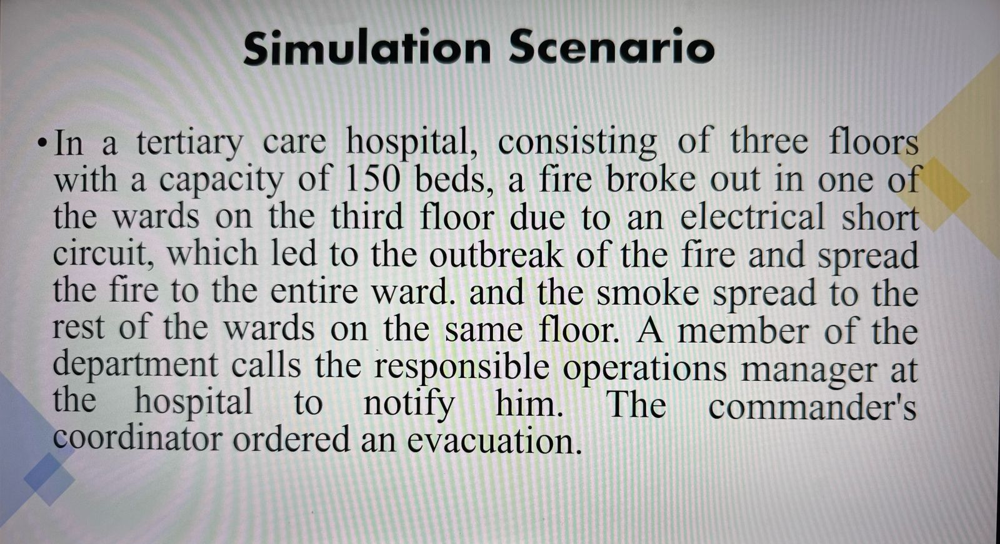 Simulation Scenario
• In a tertiary care hospital, consisting of three floors
with a capacity of 150 beds, a fire broke out in one of
the wards on the third floor due to an electrical short
circuit, which led to the outbreak of the fire and spread
the fire to the entire ward. and the smoke spread to the
rest of the wards on the same floor. A member of the
department calls the responsible operations manager at
the hospital to notify him. The commander's
coordinator ordered an evacuation.